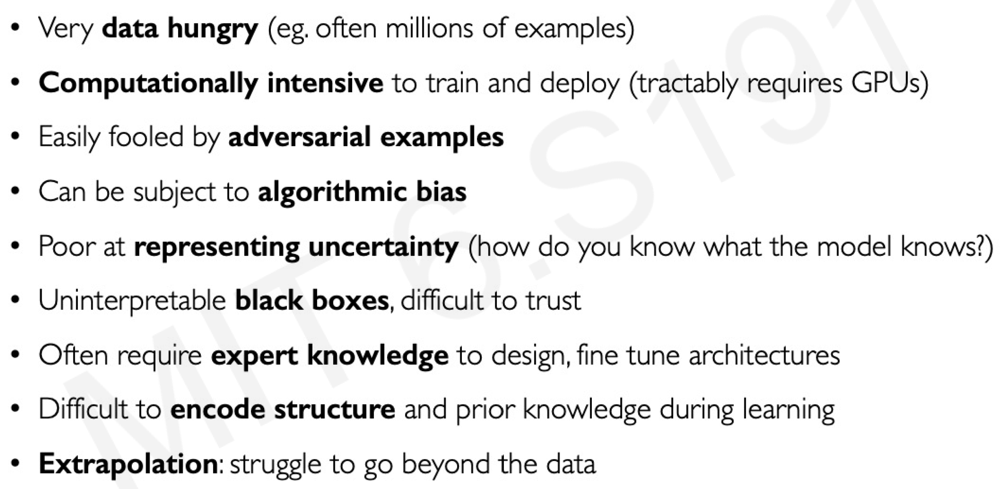 • Very data hungry (eg. often millions of examples)
• Computationally intensive to train and deploy (tractably requires GPUs)
• Easily fooled by adversarial examples
• Can be subject to algorithmic bias
• Poor at representing uncertainty (how do you know what the model knows?)
• Uninterpretable black boxes, difficult to trust
• Often require expert knowledge to design, fine tune architectures
• Difficult to encode structure and prior knowledge during learning
• Extrapolation: struggle to go beyond the data
MIT 6.S191